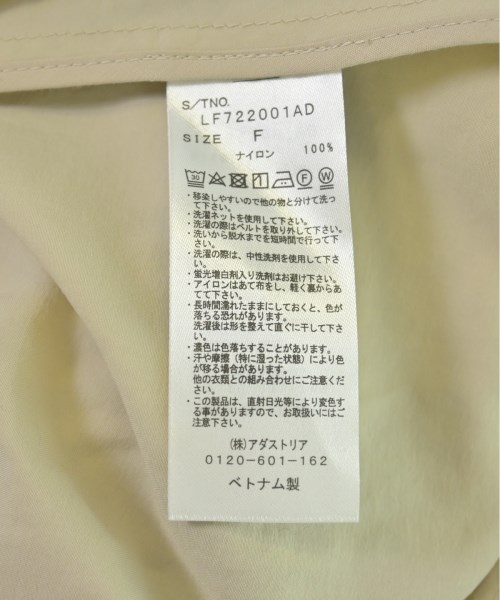 S/TNO.
LF722001AD
SIZE F
ナイロン 100%
30 F W
・移染しやすいので他の物と分けて洗っ
て下さい。
・洗濯ネットを使用して下さい。
・洗濯の際はベルトを取り外して下さい。
・洗いから脱水までを短時間で行って下
さい。
・洗濯の際は、中性洗剤を使用して下さ
い。
・蛍光増白剤入り洗剤はお避け下さい。
・アイロンはあて布をし、軽く裏からあ
てて下さい。
・長時間濡れたままにしておくと、色が
落ちる恐れがあります。
洗濯後は形を整えて直ぐに干して下さ
い。
・濃色は色落ちすることがあります。
・汗や摩擦（特に湿った状態）により色
が移る場合があります。
他の衣類との組み合わせにご注意くだ
さい。
・この製品は、直射日光等により変色す
る事がありますので、お取扱いにはご
注意下さい。
(株)アダストリア
0120-601-162
ベトナム製